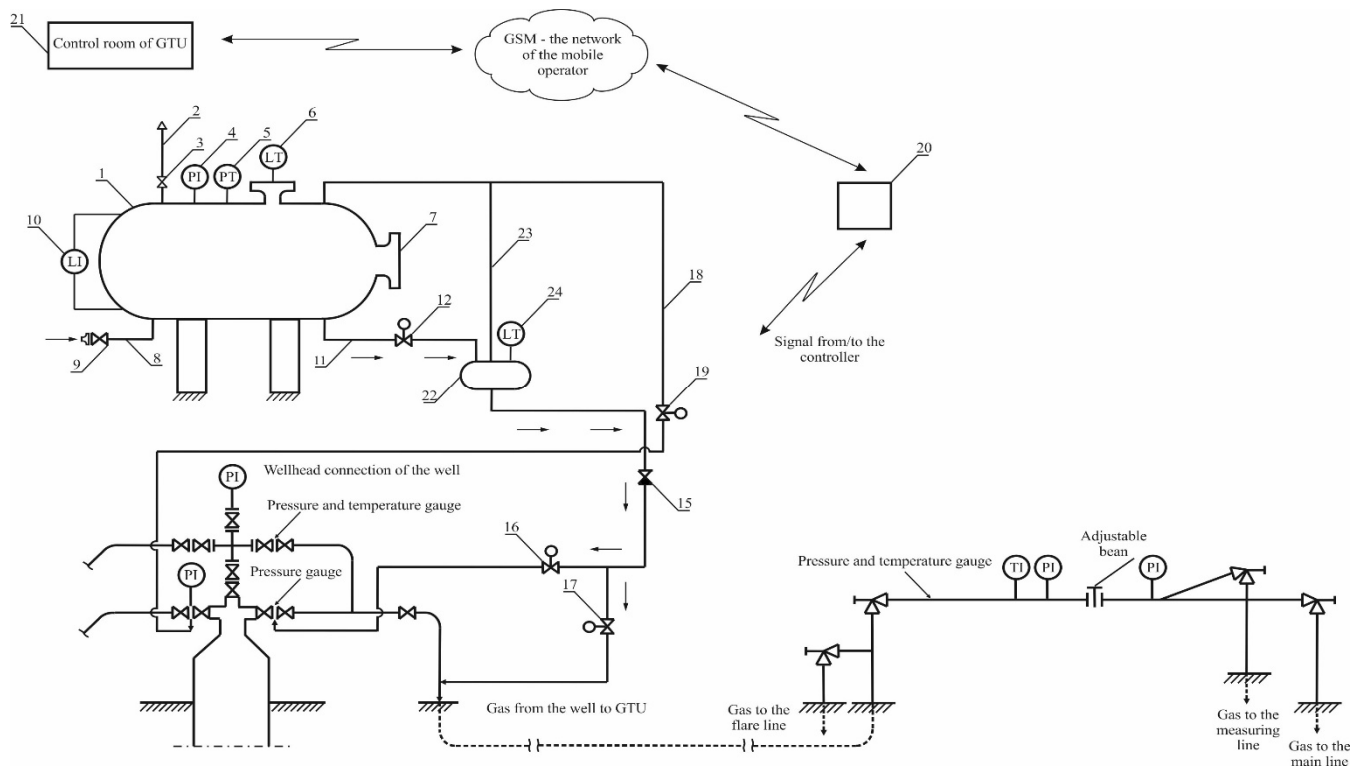 21
Control room of GTU
GSM - the network
of the mobile
operator
2
4
5
6
3
LT
PI
PT
1
20
10
LI
7
23
18
12
24
LT
Signal from/to the
controller
9
8
11
22
19
Wellhead connection of the well
PI
Pressure and temperature gauge
15
16
PI
Pressure gauge
17
Adjustable
bean
Pressure and temperature gauge
TI
PI
PI
Gas from the well to GTU
Gas to the
flare line
Gas to the
measuring
line
Gas to the
main line